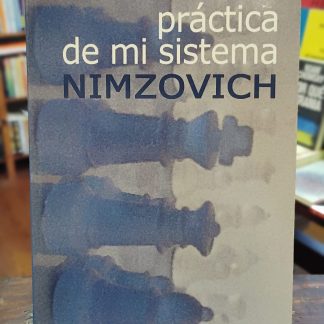 práctica
de mi sistema
NIMZOVICH